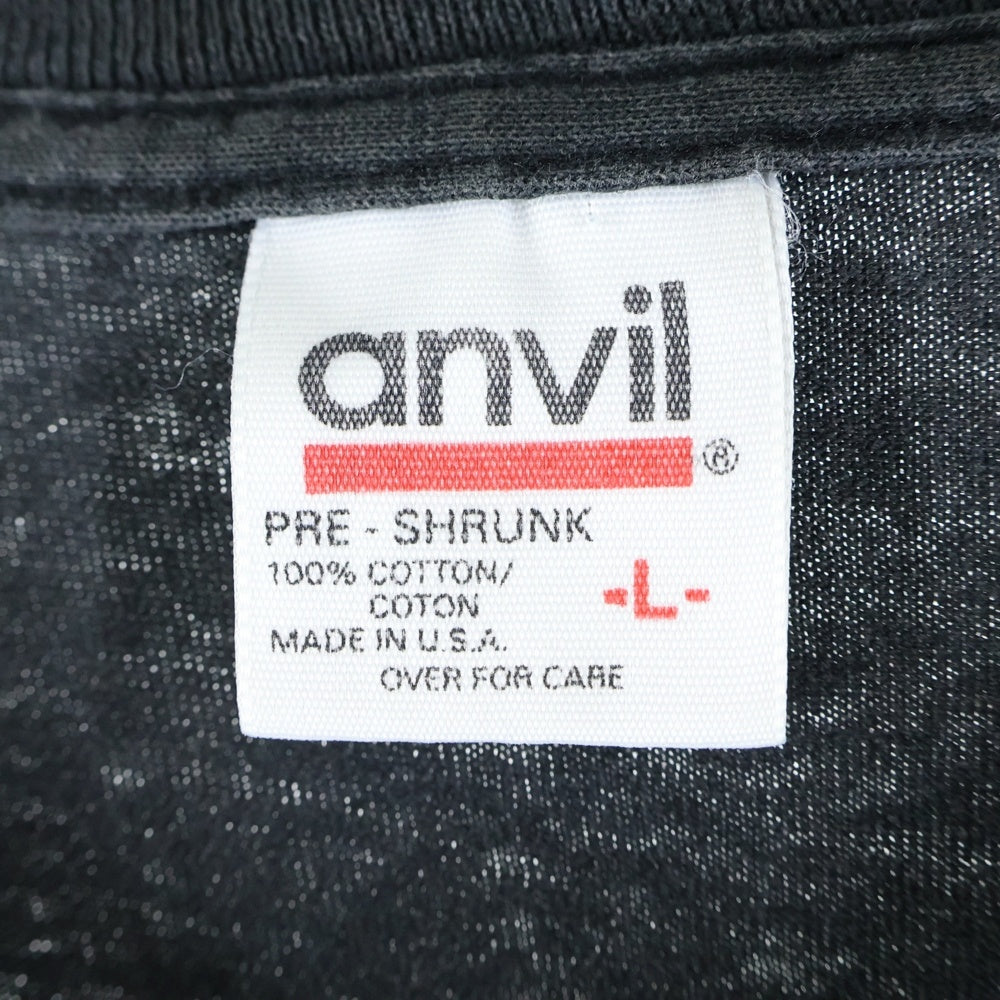 anvil
®
PRE - SHRUNK
100% COTTON/
COTON
-L-
MADE IN U.S.A.
OVER FOR CARE